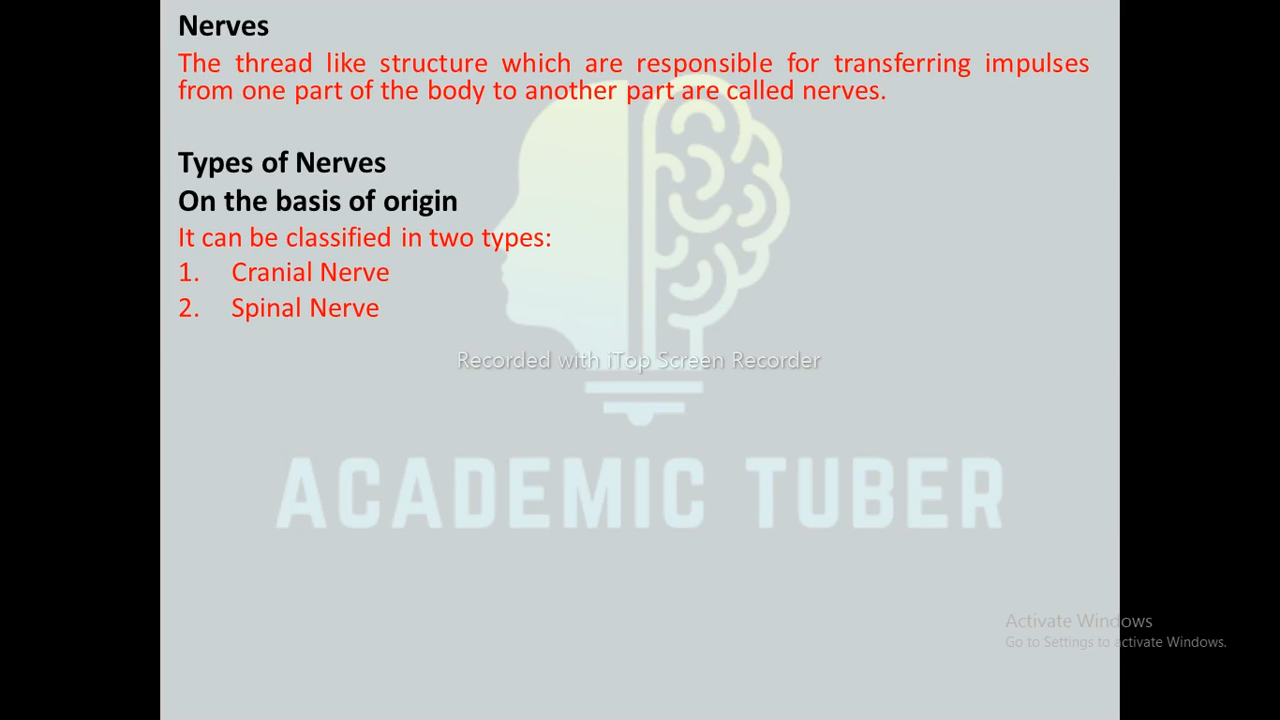 Nerves
The thread like structure which are responsible for transferring impulses
from one part of the body to another part are called nerves.
Types of Nerves
On the basis of origin
It can be classified in two types:
1. Cranial Nerve
2. Spinal Nerve
Recorded with iTop Screen Recorder
ACADEMIC TUBER
Activate Windows
Go to Settings to activate Windows.